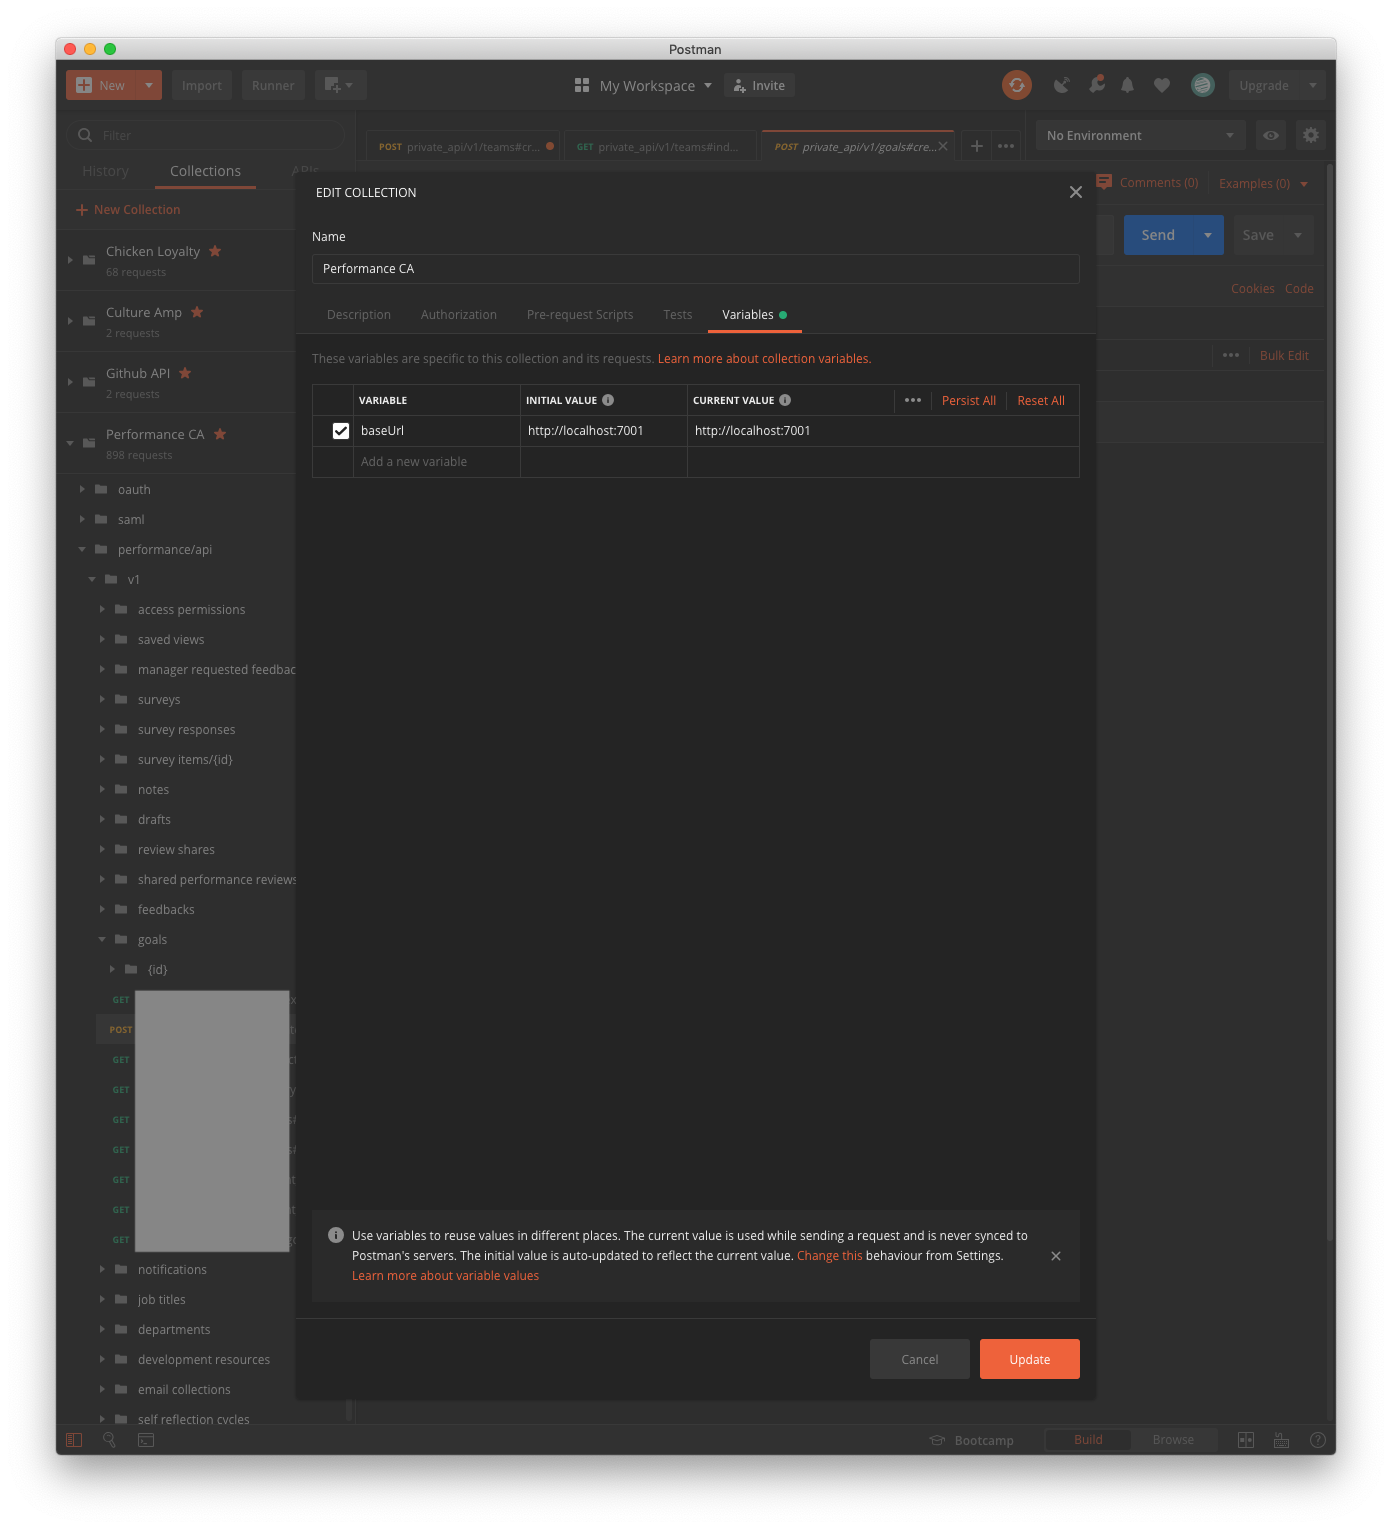 Postman
New
Import
Runner
My Workspace
Invite
Upgrade
Filter
POST private_api/v1/teams#cr...
GET private_api/v1/teams#ind...
POST private_api/v1/goals#cre...
No Environment
History
Collections
APIs
EDIT COLLECTION
Comments (0)
Examples (0)
New Collection
Name
Send
Save
Chicken Loyalty
68 requests
Performance CA
Cookies
Code
Culture Amp
2 requests
Description
Authorization
Pre-request Scripts
Tests
Variables
These variables are specific to this collection and its requests. Learn more about collection variables.
Bulk Edit
Github API
2 requests
VARIABLE
INITIAL VALUE
CURRENT VALUE
Persist All
Reset All
baseUrl
http://localhost:7001
http://localhost:7001
Add a new variable
Performance CA
898 requests
oauth
saml
performance/api
v1
access permissions
saved views
manager requested feedbac
surveys
survey responses
survey items/{id}
notes
drafts
review shares
shared performance reviews
feedbacks
goals
{id}
GET
POST
GET
GET
GET
GET
GET
GET
GET
Use variables to reuse values in different places. The current value is used while sending a request and is never synced to
Postman's servers. The initial value is auto-updated to reflect the current value. Change this behaviour from Settings.
Learn more about variable values
notifications
job titles
departments
development resources
email collections
self reflection cycles
Cancel
Update
Bootcamp
Build
Browse